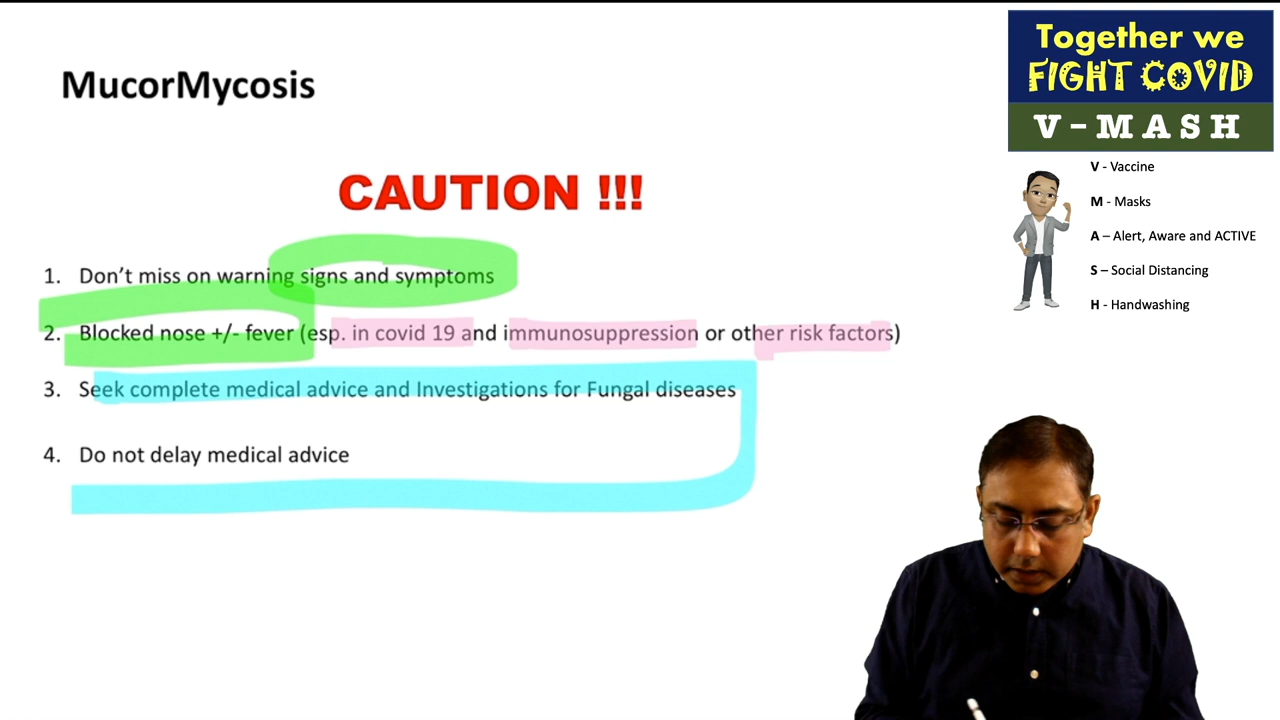 MucorMycosis
CAUTION !!!
1. Don't miss on warning signs and symptoms
2. Blocked nose +/- fever (esp. in covid 19 and immunosuppression or other risk factors)
3. Seek complete medical advice and Investigations for Fungal diseases
4. Do not delay medical advice
Together we
FIGHT COVID
V - M A S H
V - Vaccine
M - Masks
A – Alert, Aware and ACTIVE
S – Social Distancing
H - Handwashing